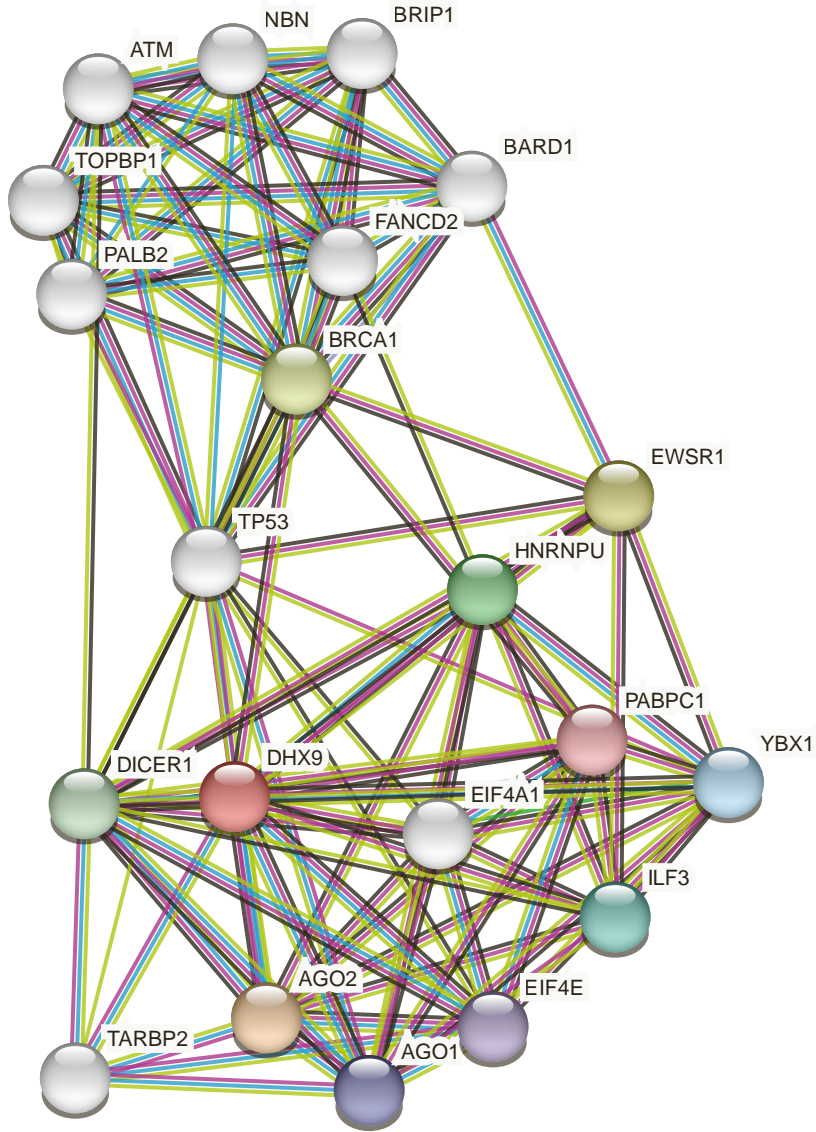 NBN
BRIP1
ATM
BARD1
TOPBP1
FANCD2
PALB2
BRCA1
EWSR1
TP53
HNRNPU
PABPC1
YBX1
DICER1
DHX9
EIF4A1
ILF3
AGO2
EIF4E
TARBP2
AGO1